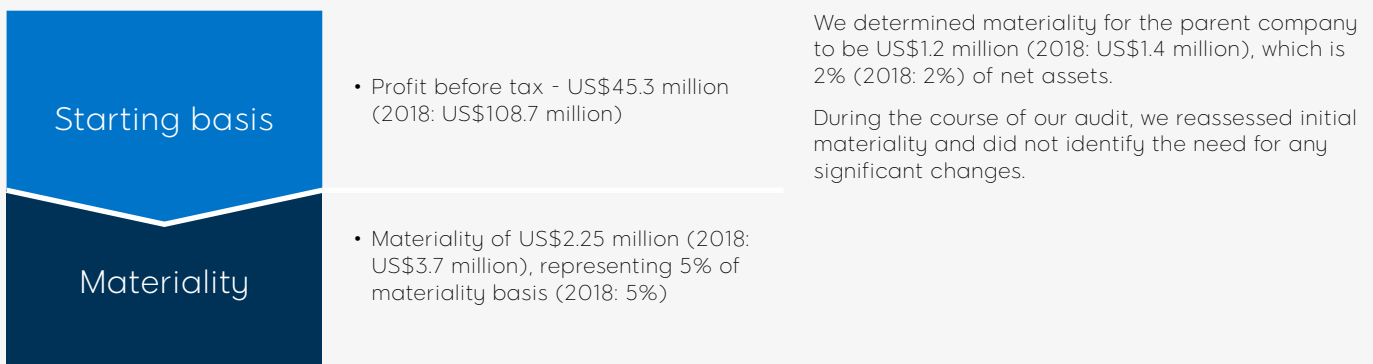 Starting basis
• Profit before tax - US$45.3 million
(2018: US$108.7 million)
Materiality
• Materiality of US$2.25 million (2018:
US$3.7 million), representing 5% of
materiality basis (2018: 5%)
We determined materiality for the parent company
to be US$1.2 million (2018: US$1.4 million), which is
2% (2018: 2%) of net assets.
During the course of our audit, we reassessed initial
materiality and did not identify the need for any
significant changes.